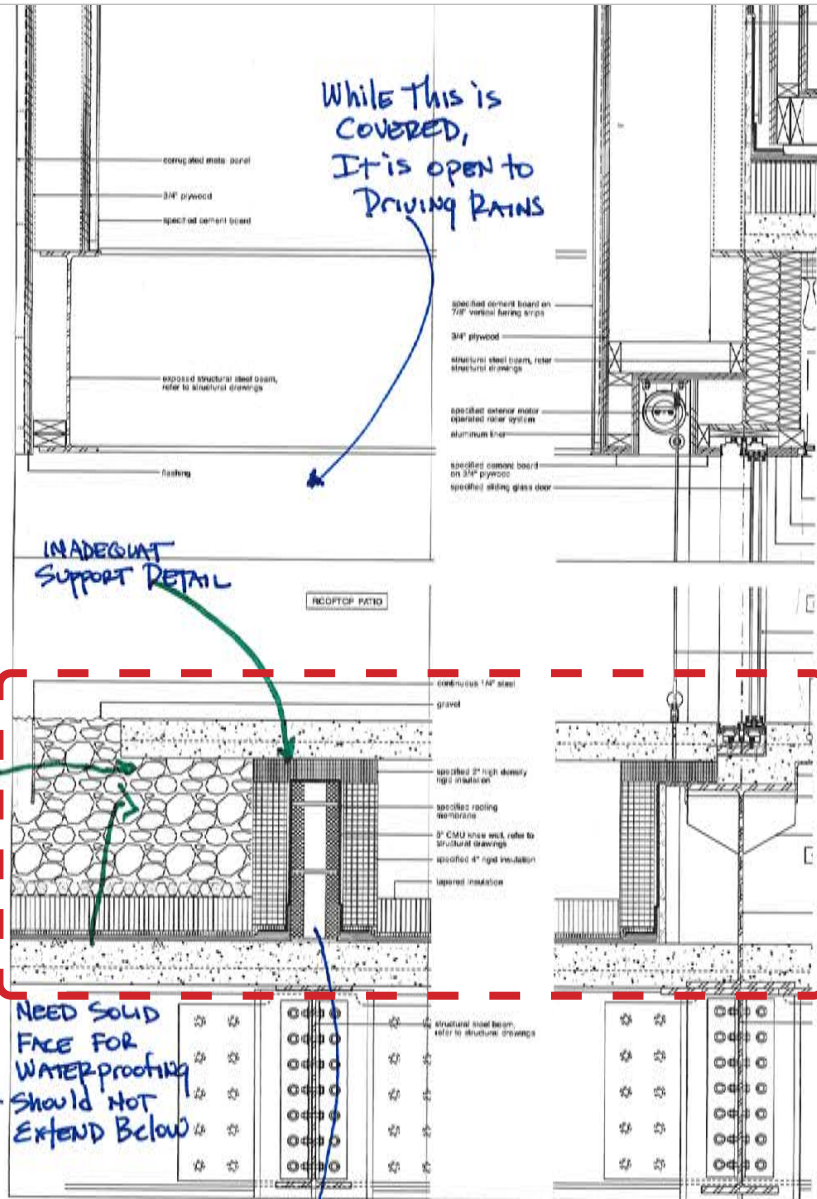 While This is
COVERED,
It is OPEN to
DRIVING RAINS
corrugated metal panel
3/4" plywood
specified cement board
exposed structural steel beam,
refer to structural drawings
flashing
specified cement board on
7/8" vertical furring strips
3/4" plywood
structural steel beam, refer
structural drawings
specified exterior motor
operated roller system
aluminum liner
specified cement board
on 3/4" plywood
specified sliding glass door
INADEQUAT
SUPPORT DETAIL
ROOFTOP PATIO
continuous 1/4" steel
gravel
specified 2" high density
rigid insulation
specified roofing
membrane
8" CMU knee wall, refer to
structural drawings
specified 4" rigid insulation
tapered insulation
NEED SOLID
FACE FOR
WATERproofing
Should NOT
EXTEND Below
structural steel beam,
refer to structural drawings